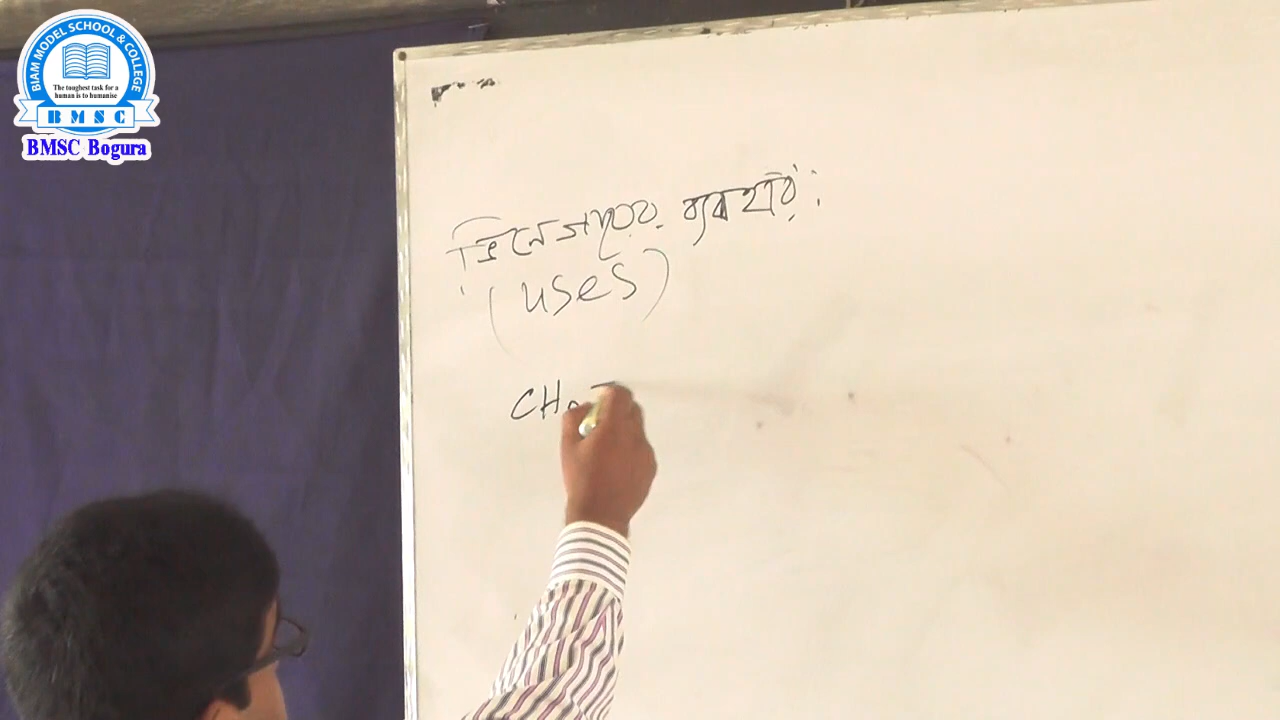 BIAM MODEL SCHOOL & COLLEGE
The toughest task for a
human is to humanise
B M S C
BMSC Bogura
ব্যবহার :
(uses)
CH